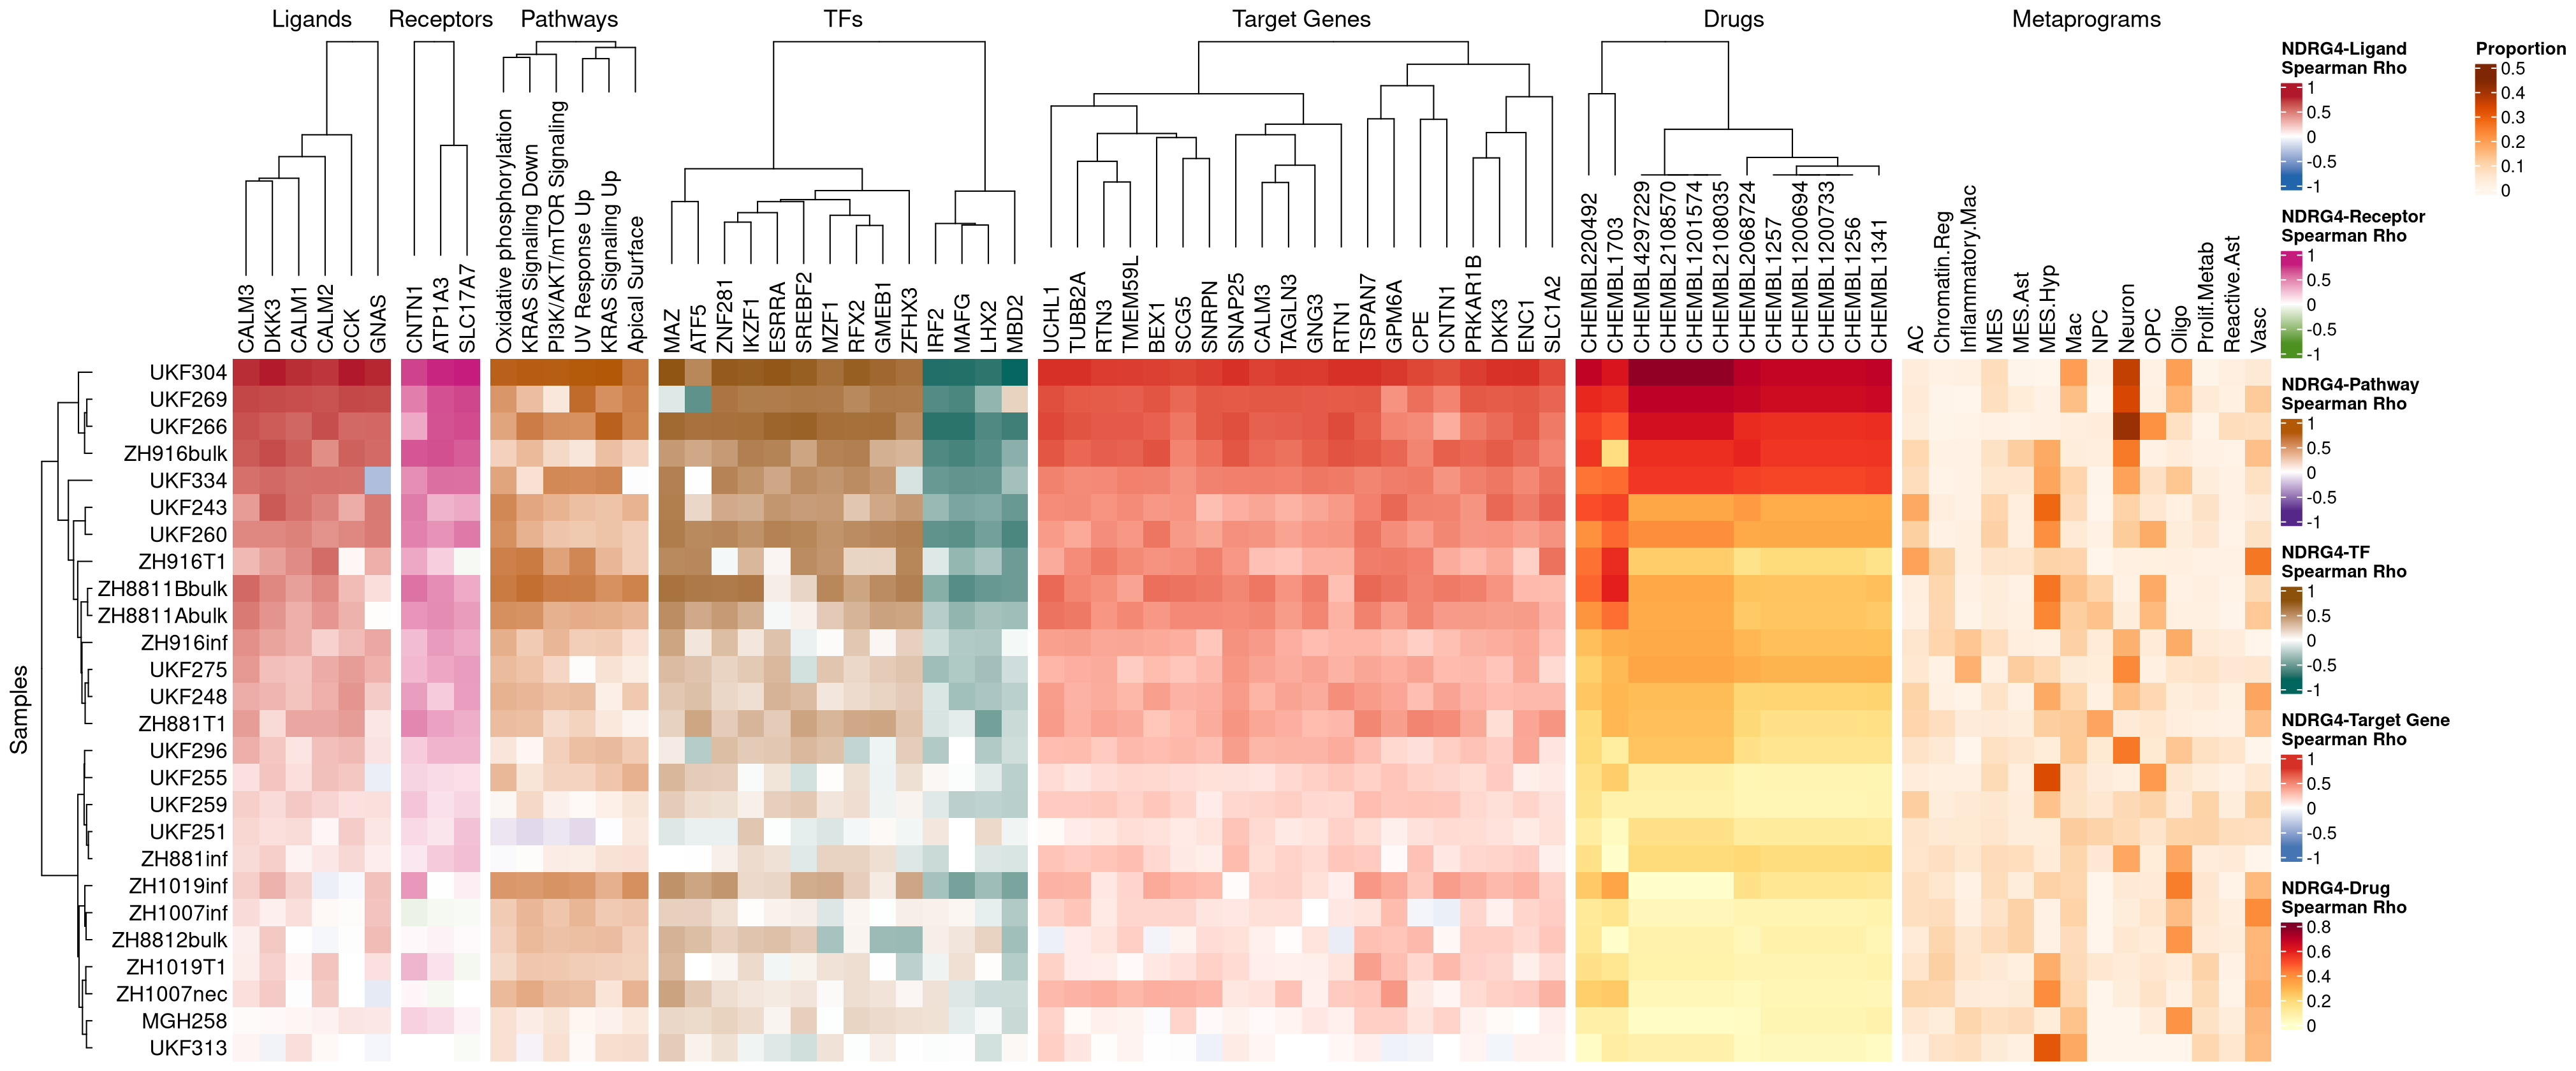 Ligands
Receptors
Pathways
TFs
Target Genes
Drugs
Metaprograms
CALM3
DKK3
CALM1
CALM2
CCK
GNAS
CNTN1
ATP1A3
SLC17A7
Oxidative phosphorylation
KRAS Signaling Down
PI3K/AKT/mTOR Signaling
UV Response Up
KRAS Signaling Up
Apical Surface
MAZ
ATF5
ZNF281
IKZF1
ESRRA
SREBF2
MZF1
RFX2
GMEB1
ZFHX3
IRF2
MAFG
LHX2
MBD2
UCHL1
TUBB2A
RTN3
TMEM59L
BEX1
SCG5
SNRPN
SNAP25
CALM3
TAGLN3
GNG3
RTN1
TSPAN7
GPM6A
CPE
CNTN1
PRKAR1B
DKK3
ENC1
SLC1A2
CHEMBL220492
CHEMBL1703
CHEMBL4297229
CHEMBL2108570
CHEMBL1201574
CHEMBL2108035
CHEMBL2068724
CHEMBL1257
CHEMBL1200694
CHEMBL1200733
CHEMBL1256
CHEMBL1341
AC
Chromatin.Reg
Inflammatory.Mac
MES
MES.Ast
MES.Hyp
Mac
NPC
Neuron
OPC
Oligo
Prolif.Metab
Reactive.Ast
Vasc
Samples
UKF304
UKF269
UKF266
ZH916bulk
UKF334
UKF243
UKF260
ZH916T1
ZH8811Bbulk
ZH8811Abulk
ZH916inf
UKF275
UKF248
ZH881T1
UKF296
UKF255
UKF259
UKF251
ZH881inf
ZH1019inf
ZH1007inf
ZH8812bulk
ZH1019T1
ZH1007nec
MGH258
UKF313
NDRG4-Ligand
Spearman Rho
1
0.5
0
-0.5
-1
NDRG4-Receptor
Spearman Rho
1
0.5
0
-0.5
-1
NDRG4-Pathway
Spearman Rho
1
0.5
0
-0.5
-1
NDRG4-TF
Spearman Rho
1
0.5
0
-0.5
-1
NDRG4-Target Gene
Spearman Rho
1
0.5
0
-0.5
-1
NDRG4-Drug
Spearman Rho
0.8
0.6
0.4
0.2
0
Proportion
0.5
0.4
0.3
0.2
0.1
0